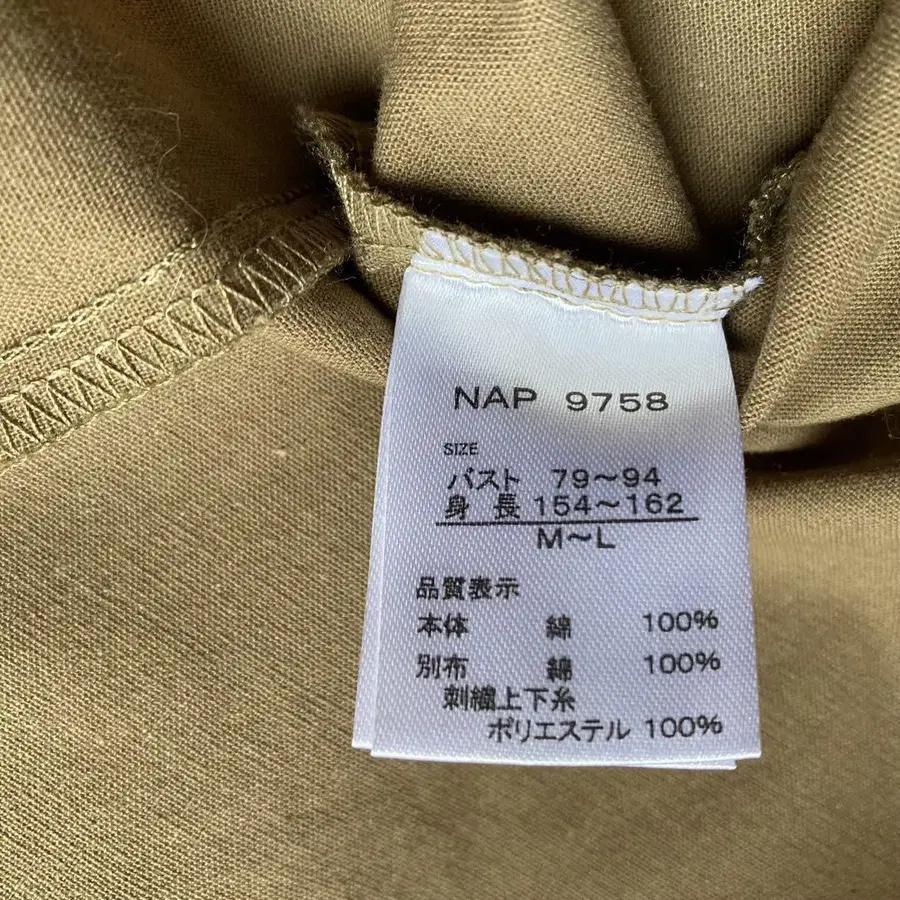 NAP 9758
SIZE
バスト 79～94
身長 154～162
M～L
品質表示
本体 綿 100%
別布 綿 100%
刺繍上下糸
ポリエステル 100%